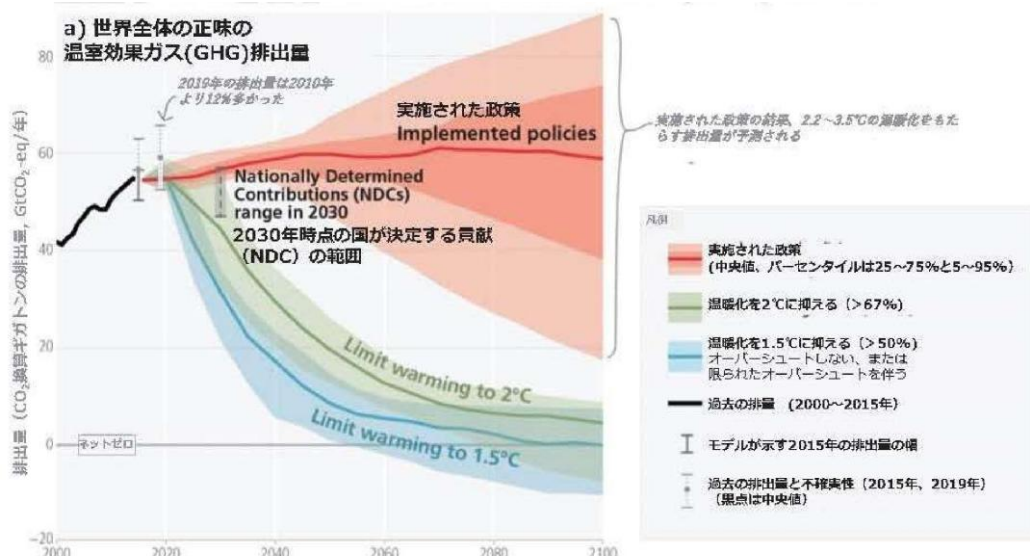 a) 世界全体の正味の
温室効果ガス(GHG)排出量
2019年の排出量は2010年
より12%多かった
実施された政策
Implemented policies
実施された政策の結果、2.2~3.5℃の温暖化をもた
らす排出量が予測される
Nationally Determined
Contributions (NDCs)
range in 2030
2030年時点の国が決定する貢献
(NDC)の範囲
Limit warming to 2°C
Limit warming to 1.5°C
ネットゼロ
排出量 (CO₂換算ギガトンの排出量, GtCO₂-eq/年)
80
60
40
20
0
-20
2000
2020
2040
2060
2080
2100
凡例
実施された政策
(中央値、パーセンタイルは25~75%と5~95%)
温暖化を2℃に抑える (>67%)
温暖化を1.5℃に抑える (>50%)
オーバーシュートしない、または
限られたオーバーシュートを伴う
過去の排量 (2000~2015年)
モデルが示す2015年の排出量の幅
過去の排出量と不確実性 (2015年、2019年)
(黒点は中央値)